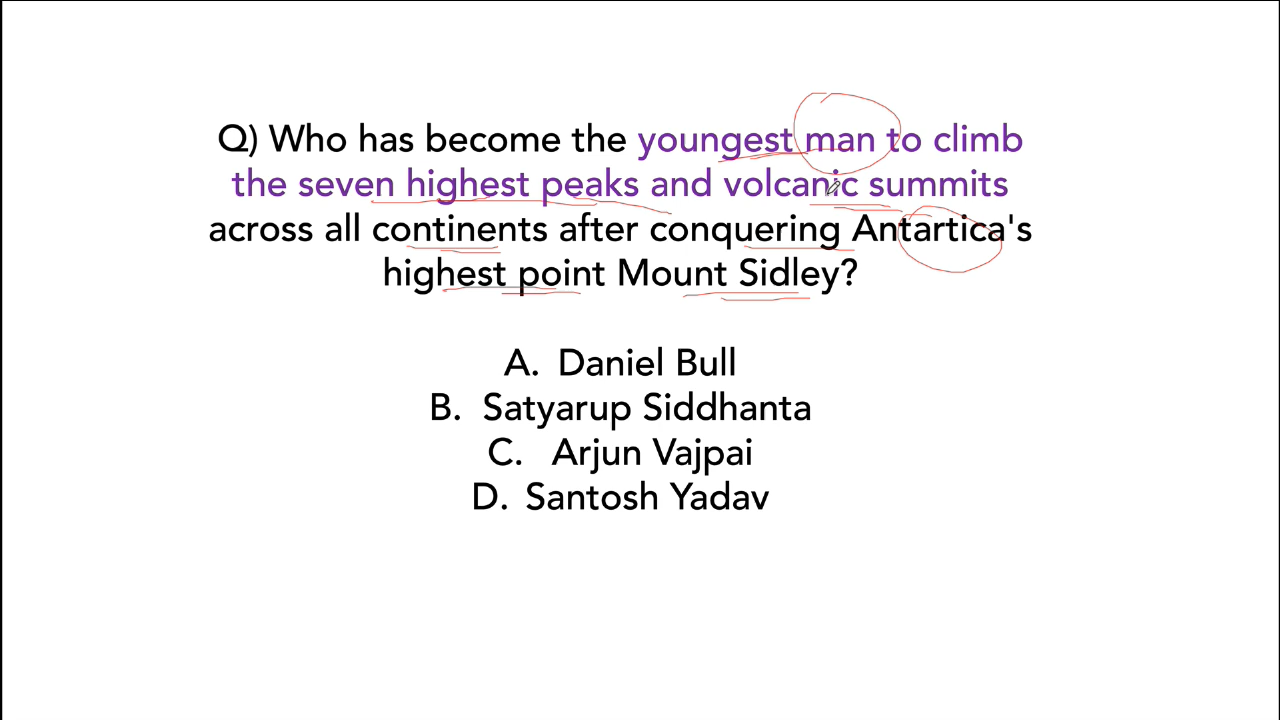 Q) Who has become the youngest man to climb
the seven highest peaks and volcanic summits
across all continents after conquering Antartica's
highest point Mount Sidley?
A. Daniel Bull
B. Satyarup Siddhanta
C. Arjun Vajpai
D. Santosh Yadav